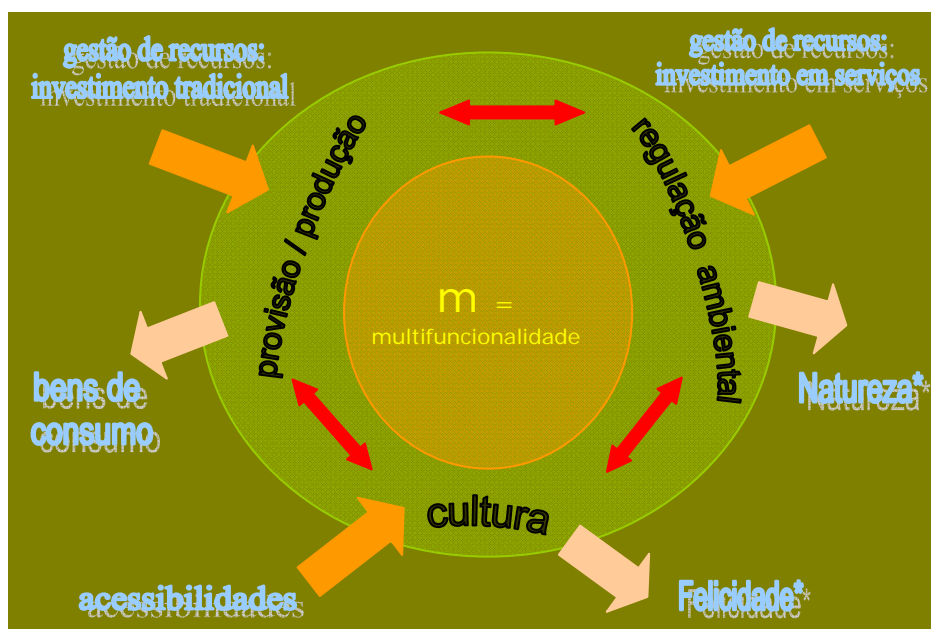 gestão de recursos:
investimento tradicional
gestão de recursos:
investimento em serviços
provisão / produção
regulação ambiental
m =
multifuncionalidade
bens de
consumo
Natureza*
cultura
acessibilidades
Felicidade*